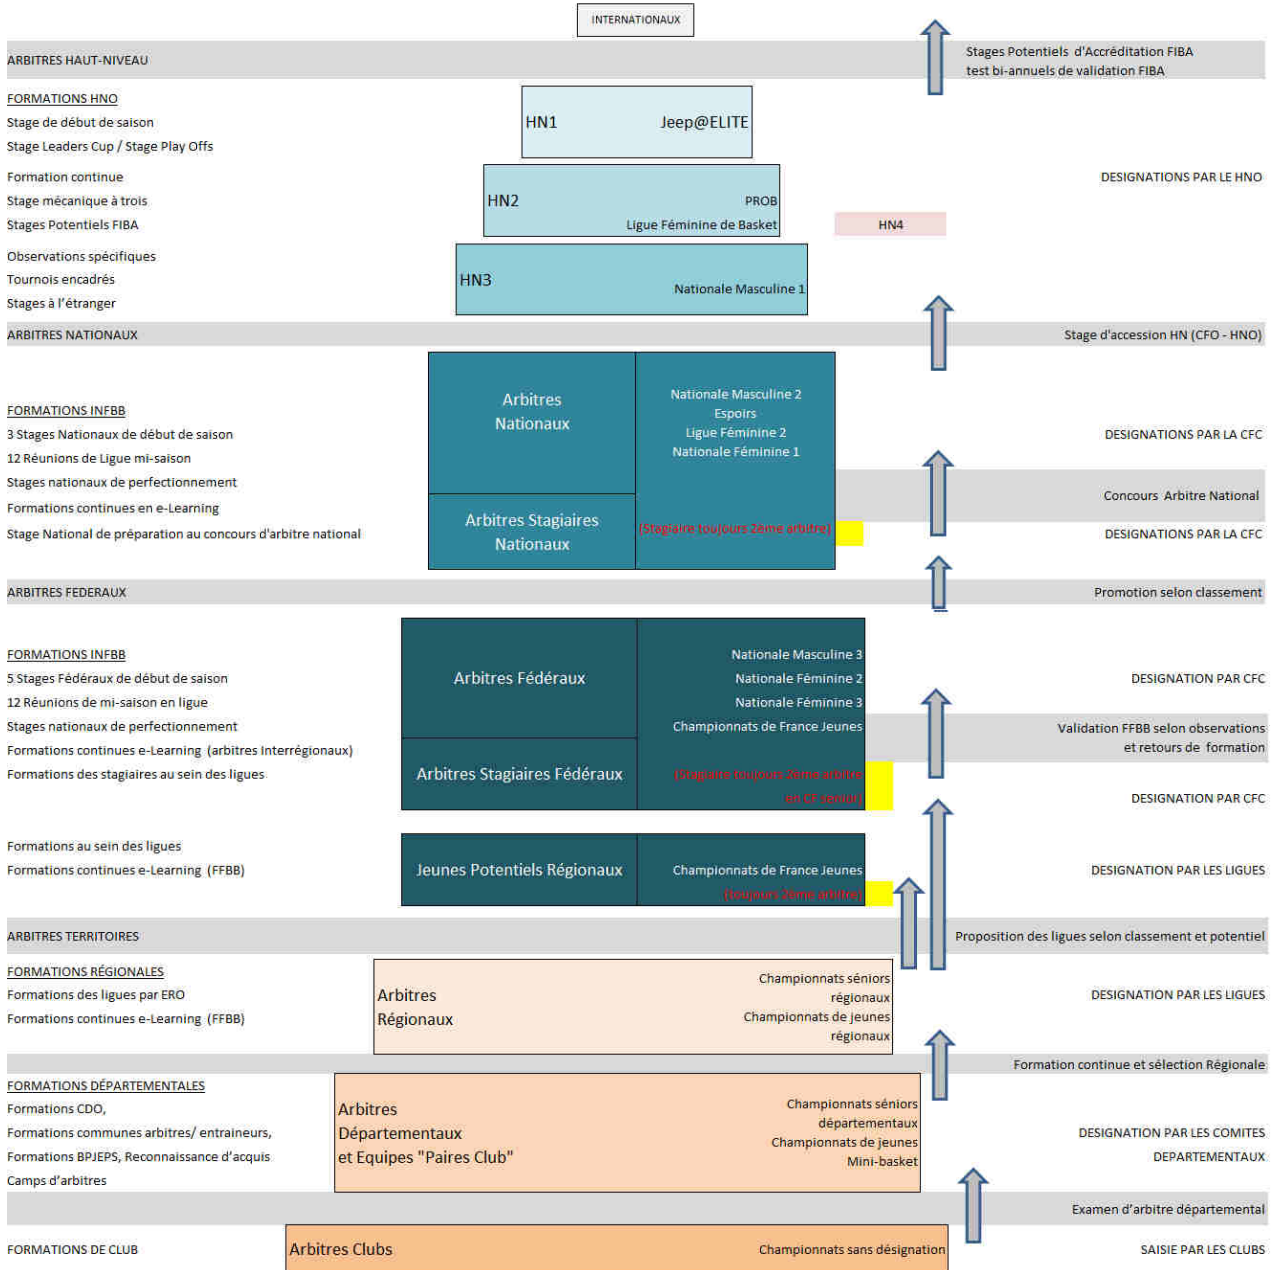 INTERNATIONAUX
ARBITRES HAUT-NIVEAU
Stages Potentiels d'Accréditation FIBA
test bi-annuels de validation FIBA
FORMATIONS HNO
Stage de début de saison
Stage Leaders Cup / Stage Play Offs
HN1
Jeep@ELITE
Formation continue
Stage mécanique à trois
Stages Potentiels FIBA
HN2
PROB
Ligue Féminine de Basket
HN4
DESIGNATIONS PAR LE HNO
Observations spécifiques
Tournois encadrés
Stages à l'étranger
HN3
Nationale Masculine 1
ARBITRES NATIONAUX
Stage d'accession HN (CFO - HNO)
FORMATIONS INFBB
3 Stages Nationaux de début de saison
12 Réunions de Ligue mi-saison
Stages nationaux de perfectionnement
Formations continues en e-Learning
Stage National de préparation au concours d'arbitre national
Arbitres
Nationaux
Nationale Masculine 2
Espoirs
Ligue Féminine 2
Nationale Féminine 1
DESIGNATIONS PAR LA CFC
Concours Arbitre National
Arbitres Stagiaires
Nationaux
(Stagiaire toujours 2ème arbitre)
DESIGNATIONS PAR LA CFC
ARBITRES FEDERAUX
Promotion selon classement
FORMATIONS INFBB
5 Stages Fédéraux de début de saison
12 Réunions de mi-saison en ligue
Stages nationaux de perfectionnement
Formations continues e-Learning (arbitres Interrégionaux)
Formations des stagiaires au sein des ligues
Arbitres Fédéraux
Nationale Masculine 3
Nationale Féminine 2
Nationale Féminine 3
Championnats de France Jeunes
DESIGNATION PAR CFC
Validation FFBB selon observations
et retours de formation
Arbitres Stagiaires Fédéraux
(Stagiaire toujours 2ème arbitre
en CF sénior)
DESIGNATION PAR CFC
Formations au sein des ligues
Formations continues e-Learning (FFBB)
Jeunes Potentiels Régionaux
Championnats de France Jeunes
(toujours 2ème arbitre)
DESIGNATION PAR LES LIGUES
ARBITRES TERRITOIRES
Proposition des ligues selon classement et potentiel
FORMATIONS RÉGIONALES
Formations des ligues par ERO
Formations continues e-Learning (FFBB)
Arbitres
Régionaux
Championnats séniors
régionaux
Championnats de jeunes
régionaux
DESIGNATION PAR LES LIGUES
Formation continue et sélection Régionale
FORMATIONS DÉPARTEMENTALES
Formations CDO,
Formations communes arbitres/ entraineurs,
Formations BPJEPS, Reconnaissance d'acquis
Camps d'arbitres
Arbitres
Départementaux
et Equipes "Paires Club"
Championnats séniors
départementaux
Championnats de jeunes
Mini-basket
DESIGNATION PAR LES COMITES
DEPARTEMENTAUX
Examen d'arbitre départemental
FORMATIONS DE CLUB
Arbitres Clubs
Championnats sans désignation
SAISIE PAR LES CLUBS